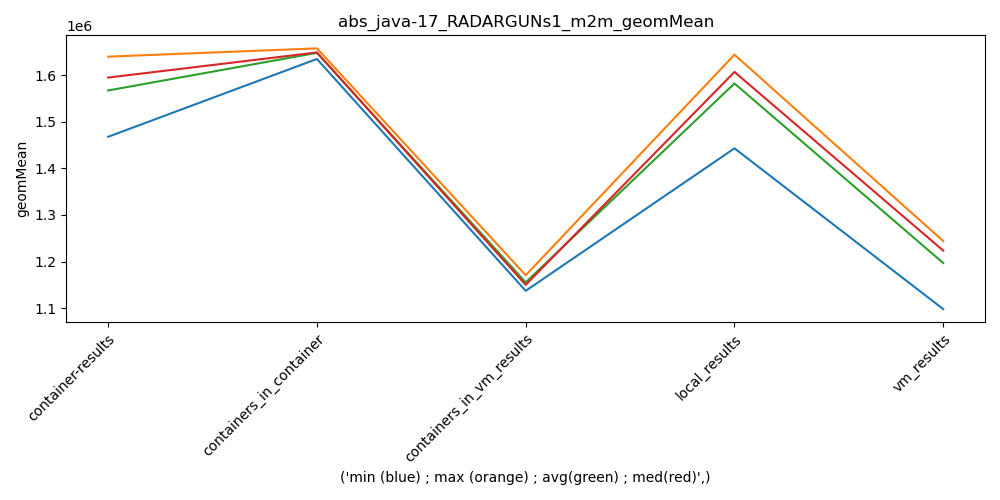 abs_java-17_RADARGUNs1_m2m_geomMean
1e6
1.6
1.5
1.4
1.3
1.2
1.1
geomMean
container-results
containers_in_container
containers_in_vm_results
local_results
vm_results
('min (blue) ; max (orange) ; avg(green) ; med(red)',)